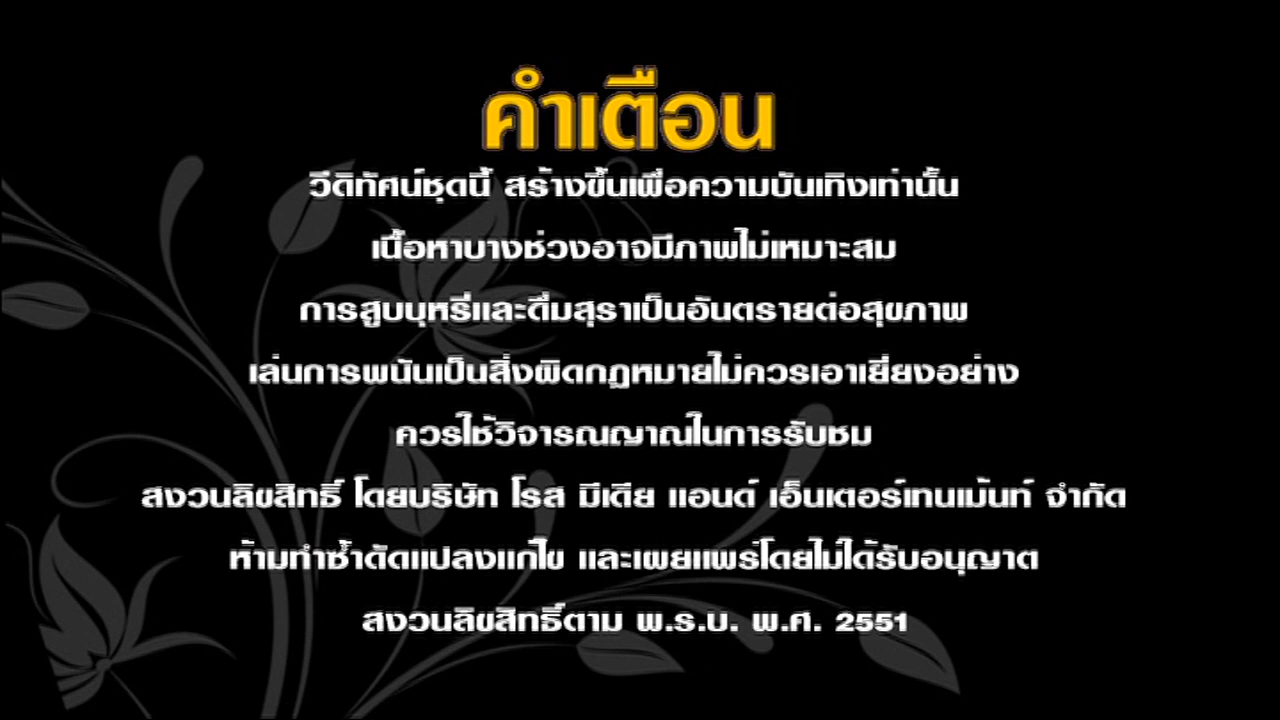 คำเตือน
วีดิทัศน์ชุดนี้ สร้างขึ้นเพื่อความบันเทิงเท่านั้น
เนื้อหาบางช่วงอาจมีภาพไม่เหมาะสม
การสูบบุหรี่และดื่มสุราเป็นอันตรายต่อสุขภาพ
เล่นการพนันเป็นสิ่งผิดกฎหมายไม่ควรเอาเยี่ยงอย่าง
ควรใช้วิจารณญาณในการรับชม
สงวนลิขสิทธิ์ โดยบริษัท โรส มีเดีย แอนด์ เอ็นเตอร์เทนเม้นท์ จำกัด
ห้ามทำซ้ำดัดแปลงแก้ไข และเผยแพร่โดยไม่ได้รับอนุญาต
สงวนลิขสิทธิ์ตาม พ.ร.บ. พ.ศ. 2551